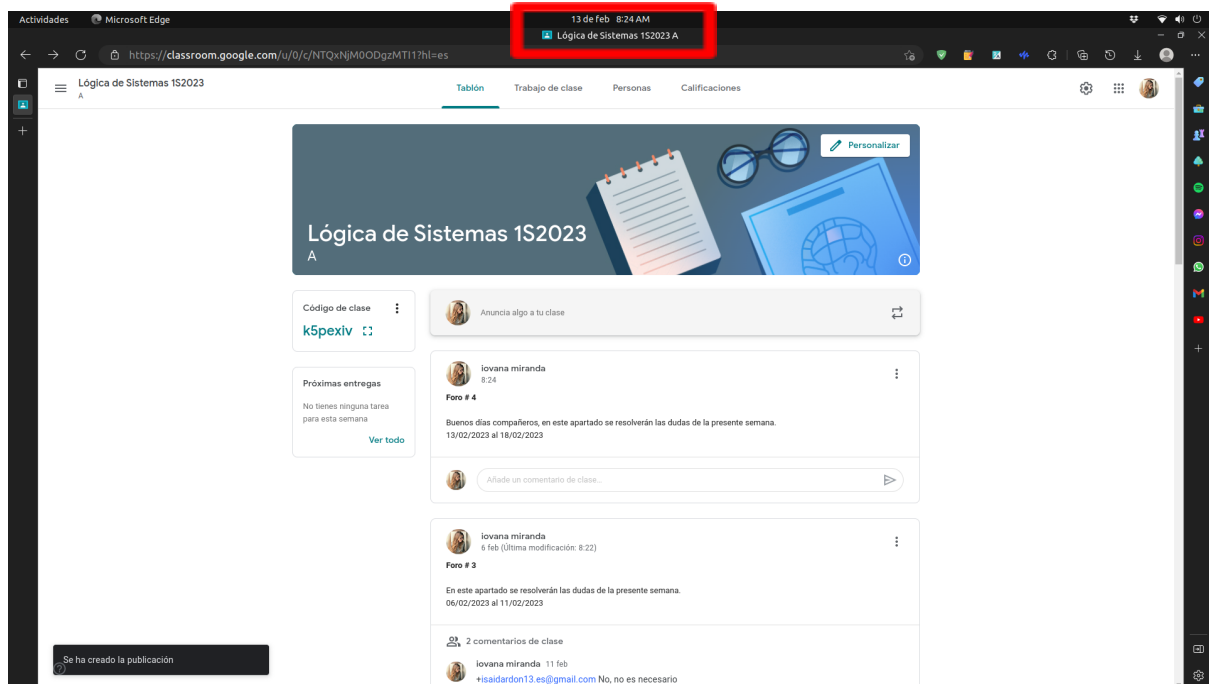 Actividades Microsoft Edge 13 de feb 8:24 AM
Lógica de Sistemas 1S2023 A
https://classroom.google.com/u/0/c/NTQxNjM0ODgzMTI1?hl=es
Lógica de Sistemas 1S2023
A
Tablón Trabajo de clase Personas Calificaciones
Personalizar
Lógica de Sistemas 1S2023
A
Código de clase
k5pexiv
Próximas entregas
No tienes ninguna tarea
para esta semana
Ver todo
Anuncia algo a tu clase
iovana miranda
8:24
Foro # 4
Buenos días compañeros, en este apartado se resolverán las dudas de la presente semana.
13/02/2023 al 18/02/2023
Añade un comentario de clase...
iovana miranda
6 feb (Última modificación: 8:22)
Foro # 3
En este apartado se resolverán las dudas de la presente semana.
06/02/2023 al 11/02/2023
2 comentarios de clase
iovana miranda 11 feb
+isaidardon13.es@gmail.com No, no es necesario
Se ha creado la publicación